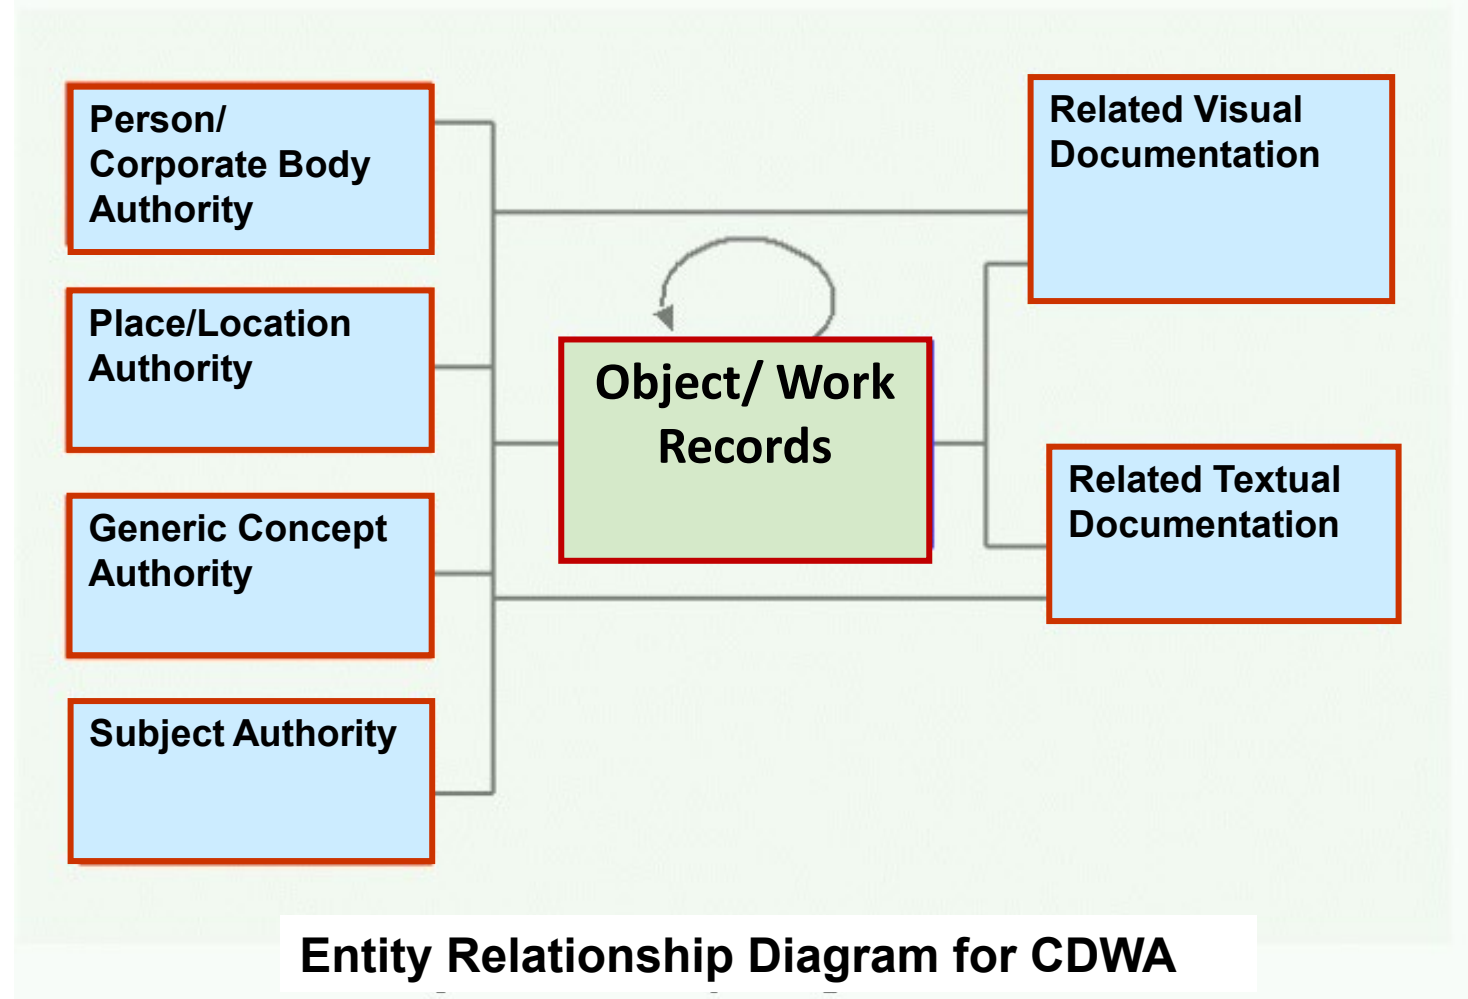 Person/
Corporate Body
Authority
Place/Location
Authority
Generic Concept
Authority
Subject Authority
Object/ Work
Records
Related Visual
Documentation
Related Textual
Documentation
Entity Relationship Diagram for CDWA